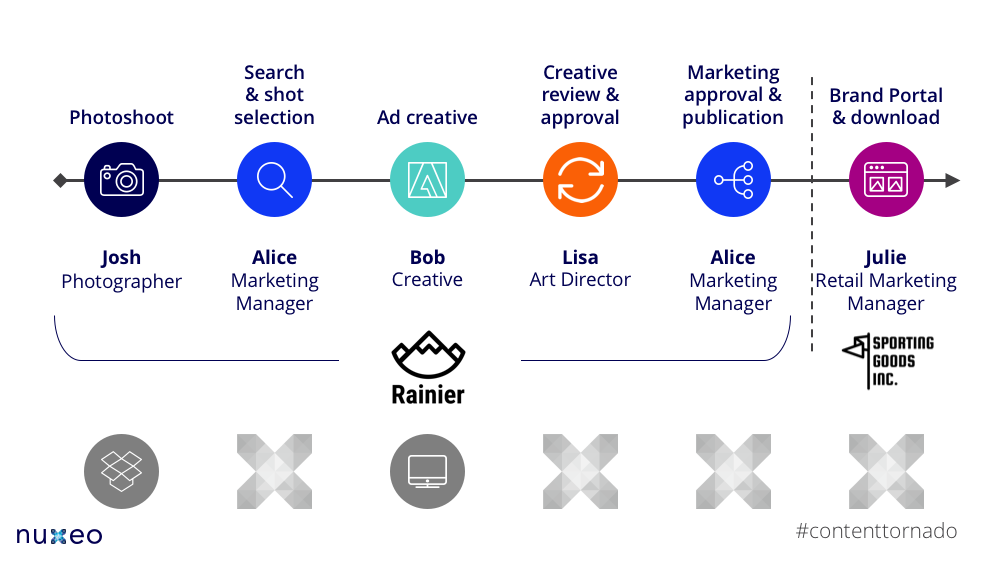 Photoshoot
Search
& shot
selection
Ad creative
Creative
review &
approval
Marketing
approval &
publication
Brand Portal
& download
Josh
Photographer
Alice
Marketing
Manager
Bob
Creative
Lisa
Art Director
Alice
Marketing
Manager
Julie
Retail Marketing
Manager
Rainier
SPORTING
GOODS
INC.
nuxeo
#contenttornado